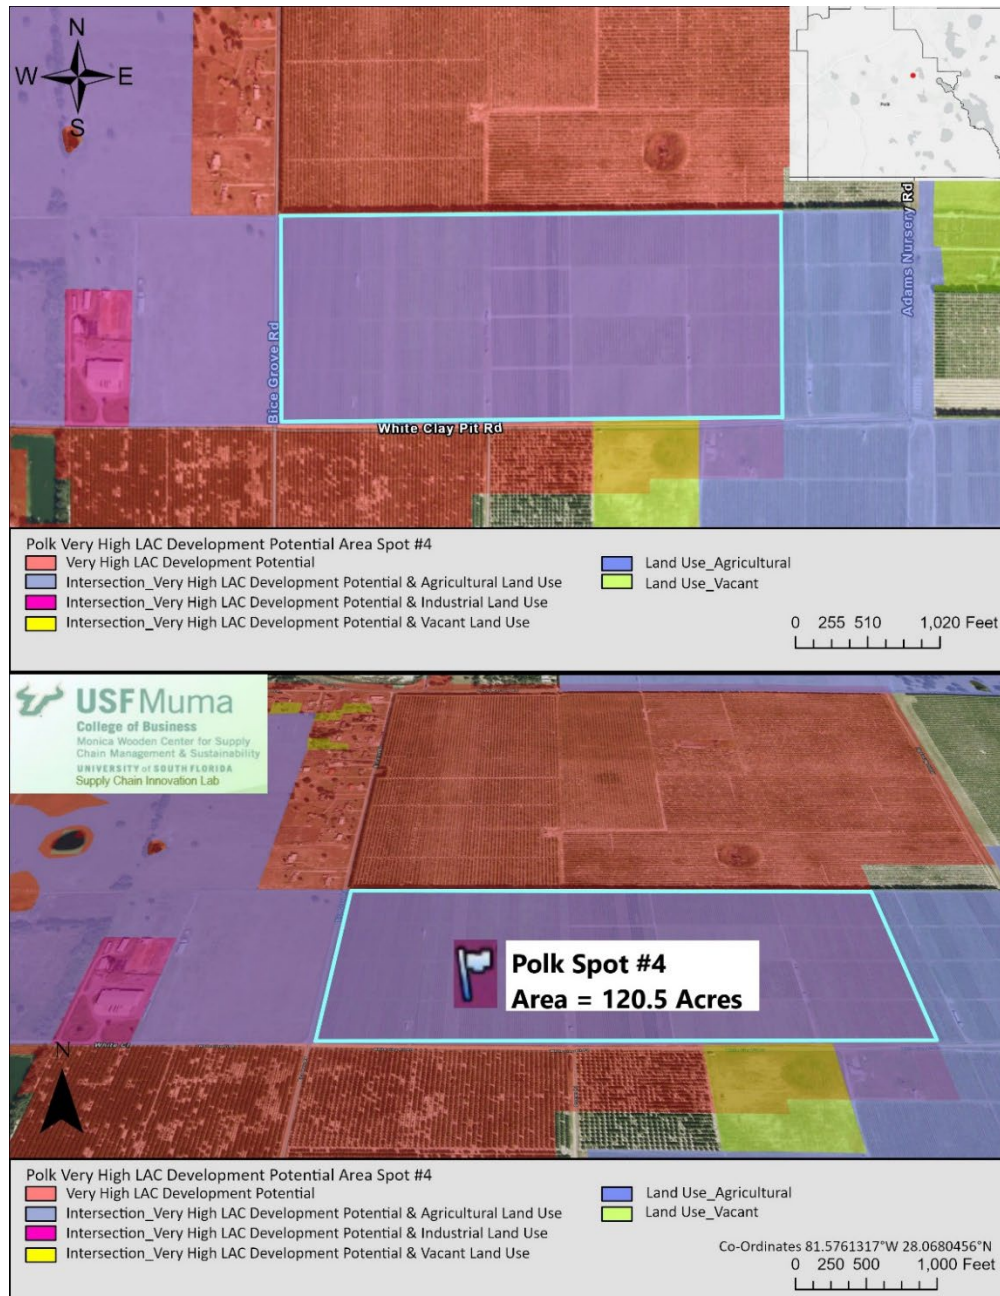 N
W E
S
Polk
Bice Grove Rd
Adams Nursery Rd
White Clay Pit Rd
Polk Very High LAC Development Potential Area Spot #4
Very High LAC Development Potential
Intersection_Very High LAC Development Potential & Agricultural Land Use
Intersection_Very High LAC Development Potential & Industrial Land Use
Intersection_Very High LAC Development Potential & Vacant Land Use
Land Use_Agricultural
Land Use_Vacant
0 255 510 1,020 Feet
USF Muma
College of Business
Monica Wooden Center for Supply
Chain Management & Sustainability
UNIVERSITY of SOUTH FLORIDA
Supply Chain Innovation Lab
Polk Spot #4
Area = 120.5 Acres
N
Polk Very High LAC Development Potential Area Spot #4
Very High LAC Development Potential
Intersection_Very High LAC Development Potential & Agricultural Land Use
Intersection_Very High LAC Development Potential & Industrial Land Use
Intersection_Very High LAC Development Potential & Vacant Land Use
Land Use_Agricultural
Land Use_Vacant
Co-Ordinates 81.5761317°W 28.0680456°N
0 250 500 1,000 Feet